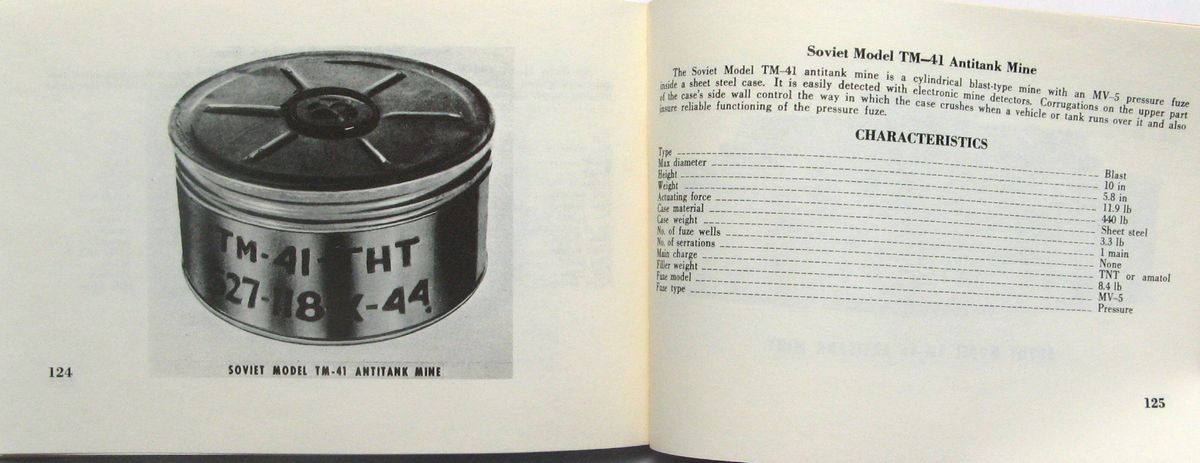 TM-41-THT
627-118X-44
SOVIET MODEL TM-41 ANTITANK MINE
124
Soviet Model TM—41 Antitank Mine
The Soviet Model TM-41 antitank mine is a cylindrical blast-type mine with an MV-5 pressure fuze
inside a sheet steel case. It is easily detected with electronic mine detectors. Corrugations on the upper part
of the case's side wall control the way in which the case crushes when a vehicle or tank runs over it and also
insure reliable functioning of the pressure fuze.
CHARACTERISTICS
Type Blast
Max diameter 10 in
Height 5.8 in
Weight 11.9 lb
Actuating force 440 lb
Case material Sheet steel
Case weight 3.3 lb
No. of fuze wells 1 main
No. of serrations None
Main charge TNT or amatol
Filler weight 8.4 lb
Fuze model MV-5
Fuze type Pressure
125